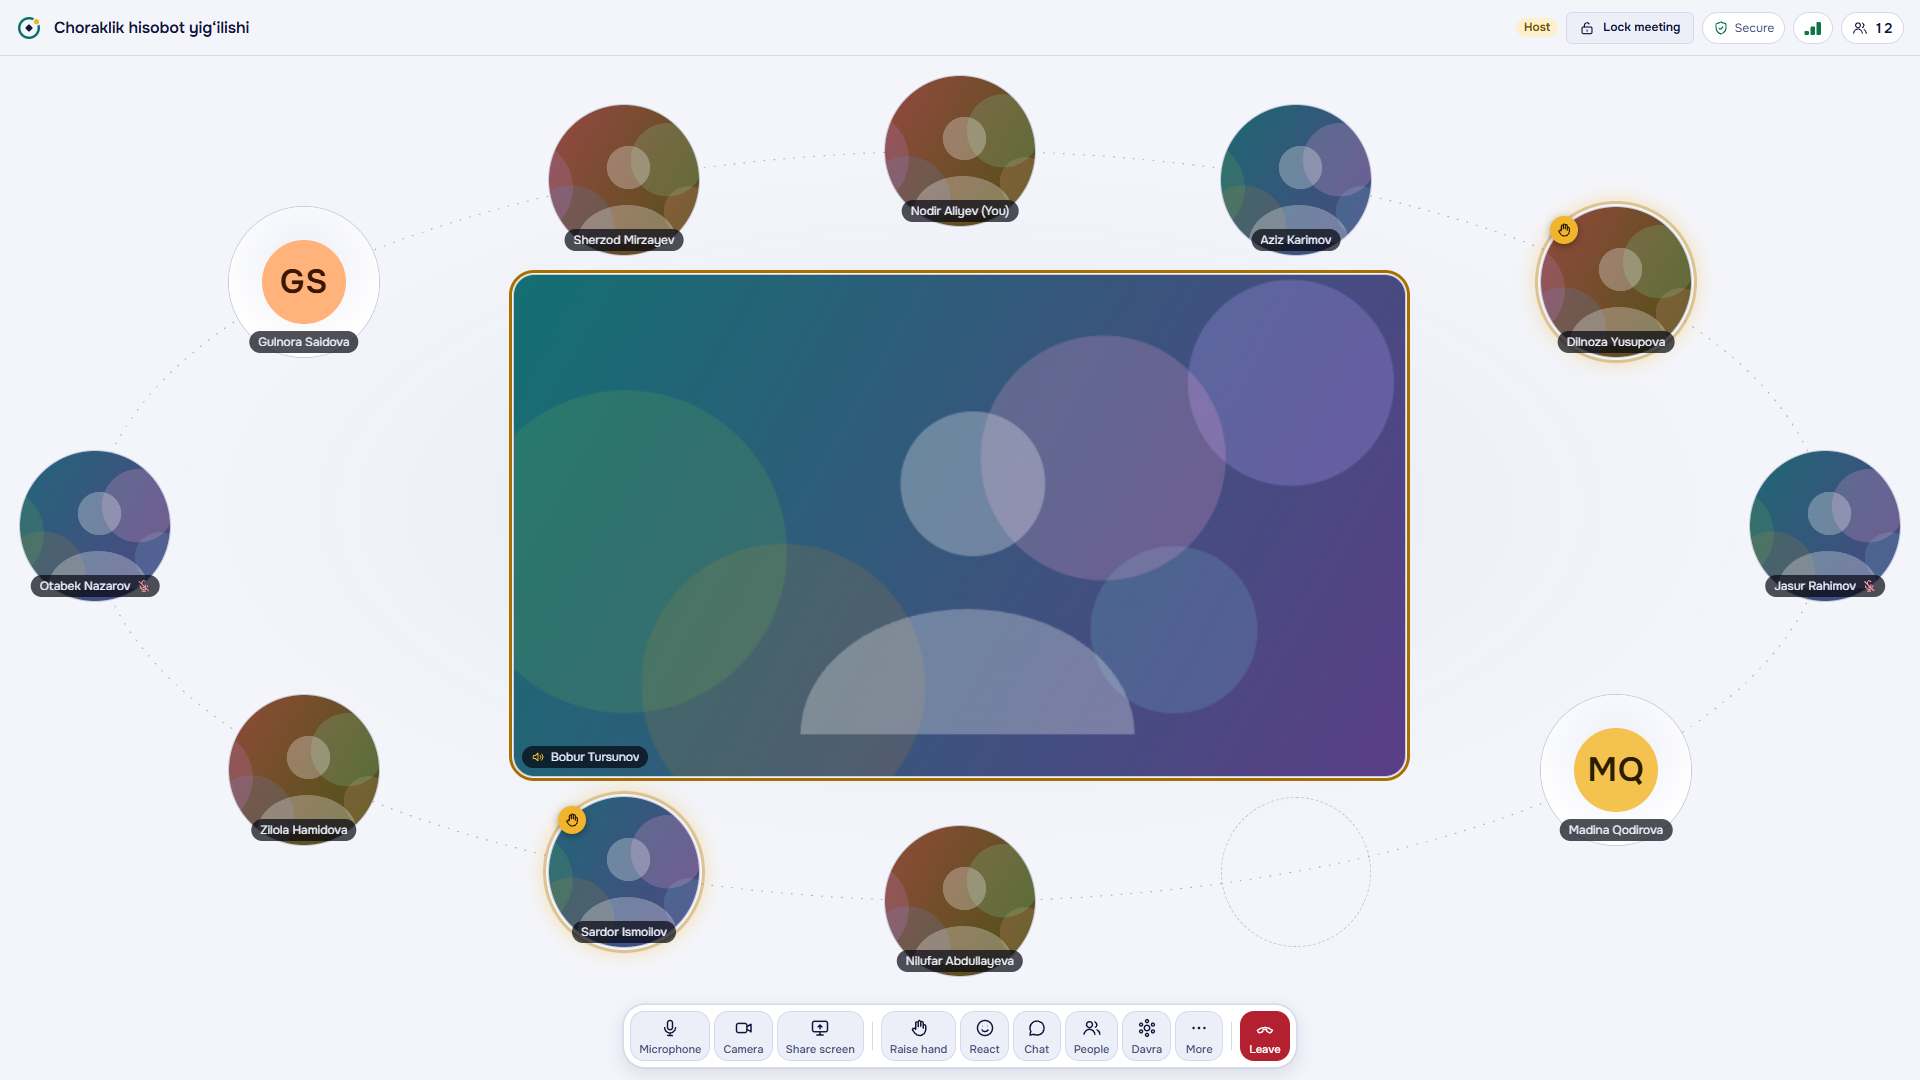 Choraklik hisobot yig‘ilishi
Host
Lock meeting
Secure
12
Sherzod Mirzayev
Nodir Aliyev (You)
Aziz Karimov
GS
Gulnora Saidova
Dilnoza Yusupova
Otabek Nazarov
Jasur Rahimov
Bobur Tursunov
Zilola Hamidova
MQ
Madina Qodirova
Sardor Ismoilov
Nilufar Abdullayeva
Microphone
Camera
Share screen
Raise hand
React
Chat
People
Davra
More
Leave